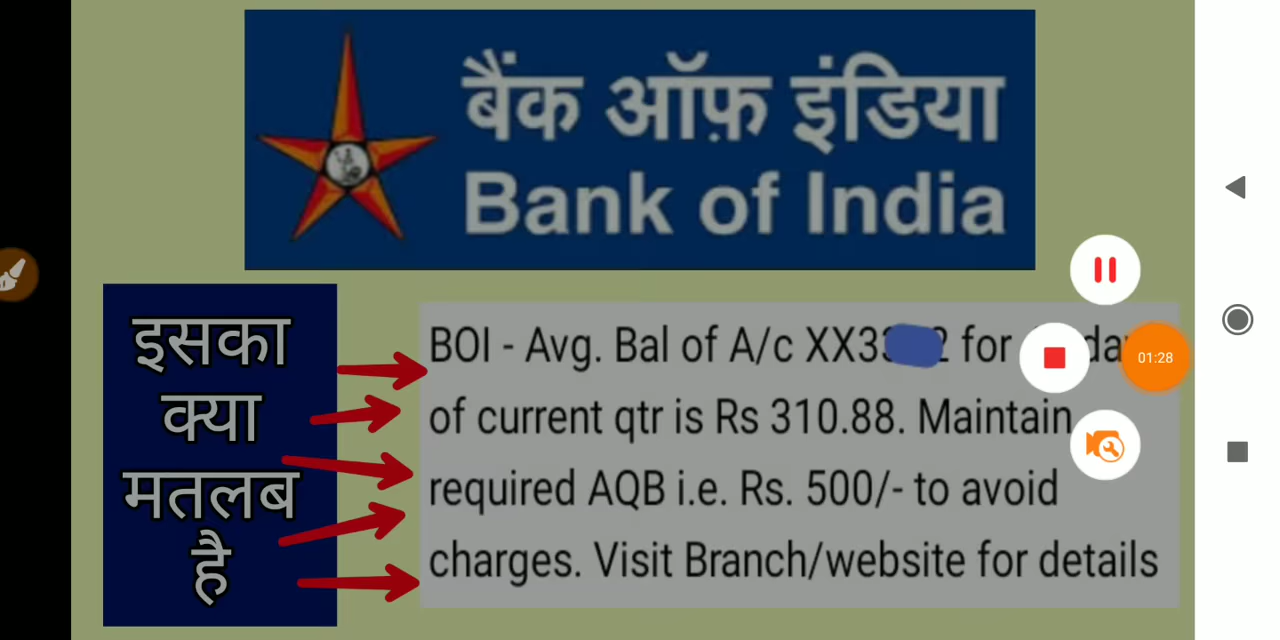 बैंक ऑफ़ इंडिया
Bank of India
इसका
क्या
मतलब
है
BOI - Avg. Bal of A/c for
of current qtr is Rs 310.88. Maintain
required AQB i.e. Rs. 500/- to avoid
charges. Visit Branch/website for details
01:28